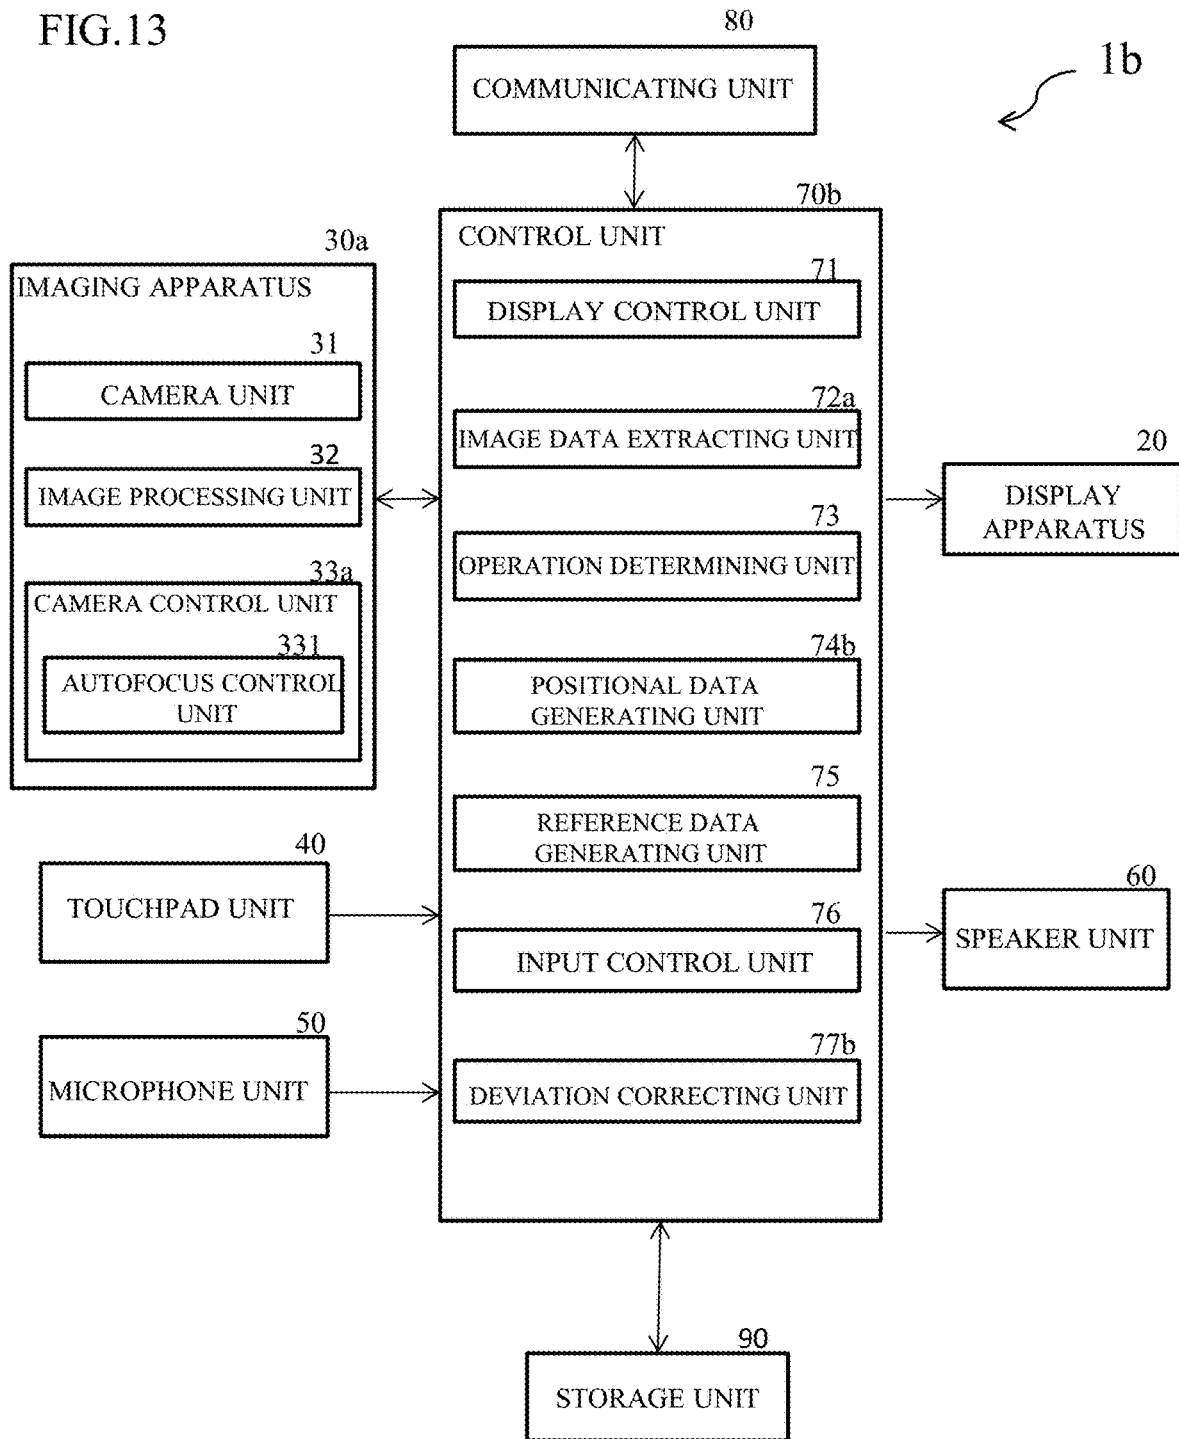 FIG.13
80
COMMUNICATING UNIT
1b
70b
CONTROL UNIT
30a
IMAGING APPARATUS
31
CAMERA UNIT
32
IMAGE PROCESSING UNIT
33a
CAMERA CONTROL UNIT
331
AUTOFOCUS CONTROL
UNIT
71
DISPLAY CONTROL UNIT
72a
IMAGE DATA EXTRACTING UNIT
73
OPERATION DETERMINING UNIT
74b
POSITIONAL DATA
GENERATING UNIT
75
REFERENCE DATA
GENERATING UNIT
76
INPUT CONTROL UNIT
77b
DEVIATION CORRECTING UNIT
20
DISPLAY
APPARATUS
40
TOUCHPAD UNIT
60
SPEAKER UNIT
50
MICROPHONE UNIT
90
STORAGE UNIT